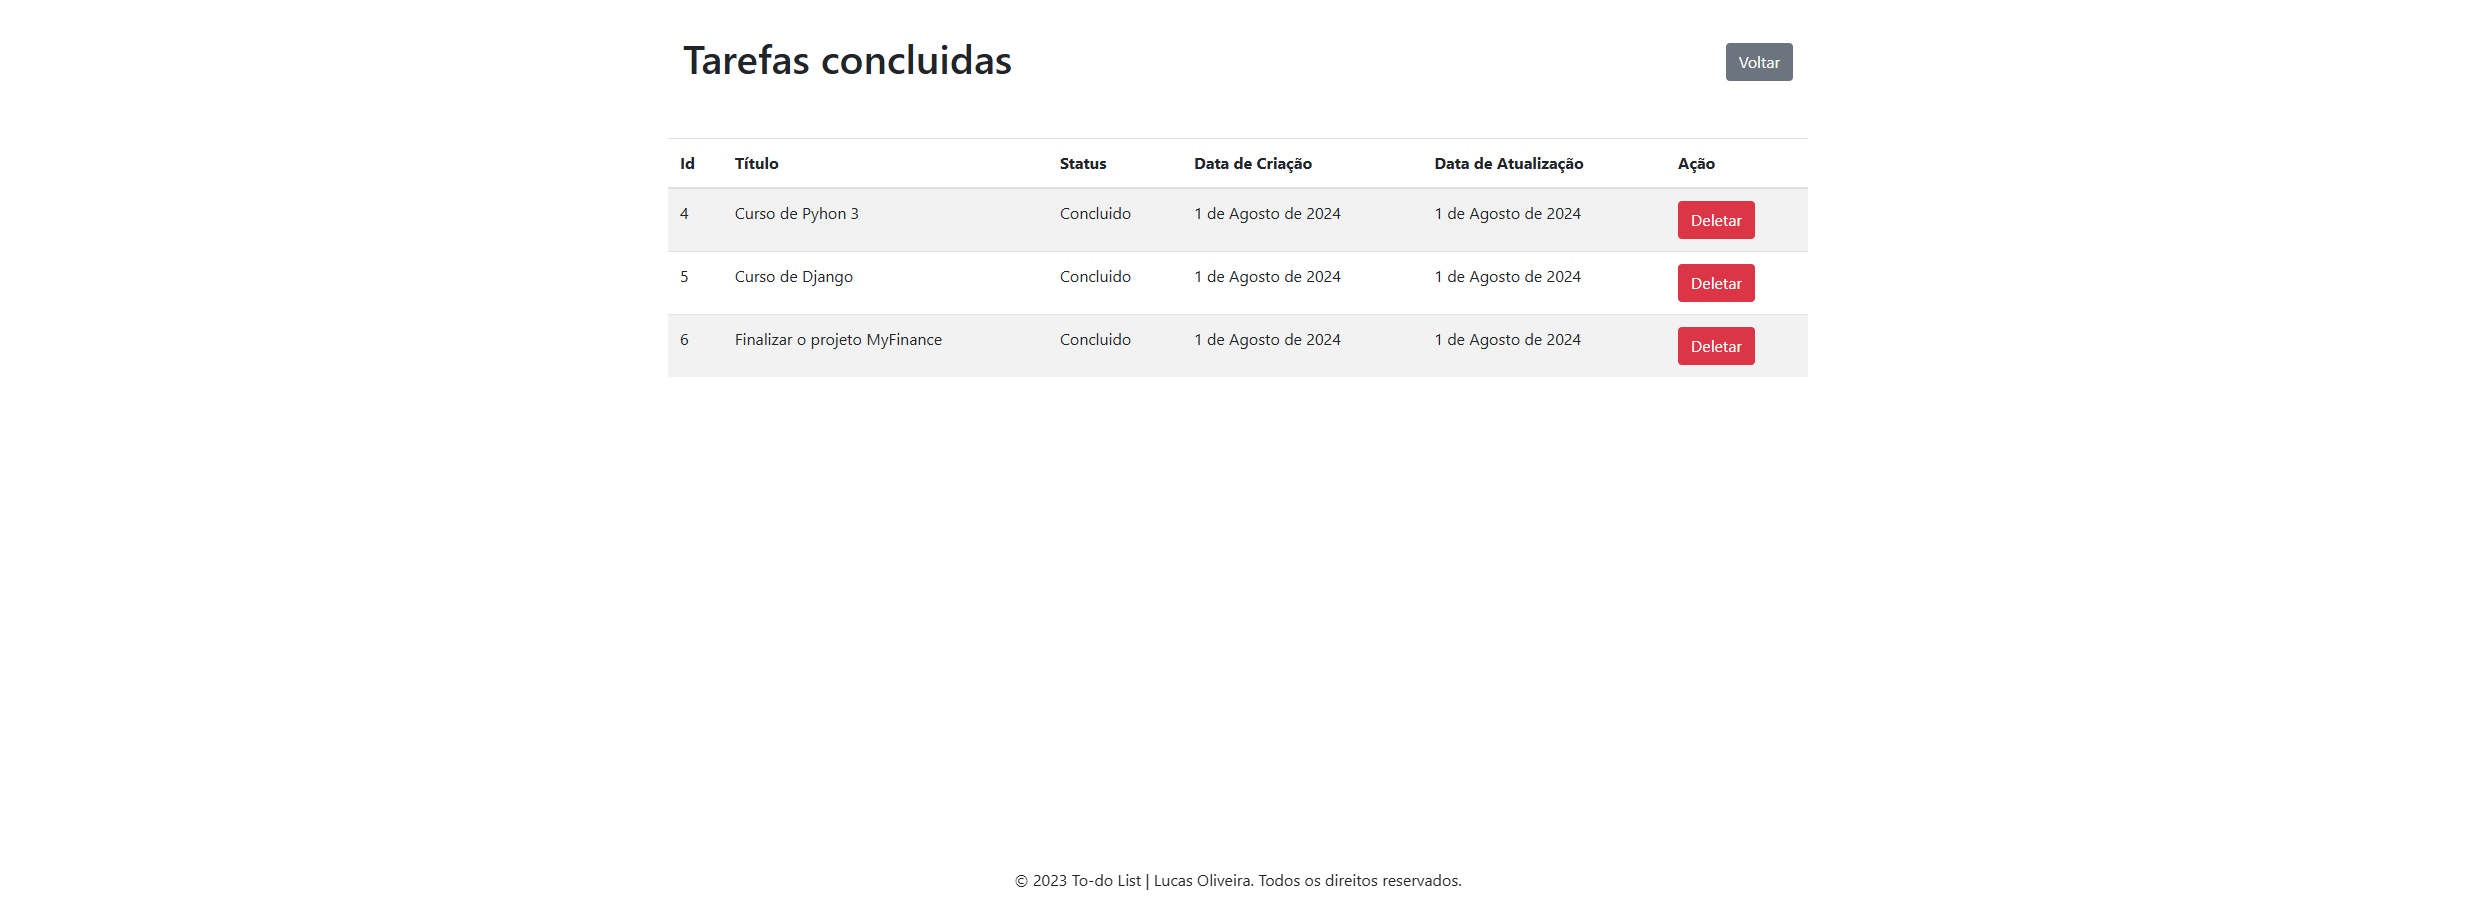 Tarefas concluidas Voltar
Id Título Status Data de Criação Data de Atualização Ação
4 Curso de Pyhon 3 Concluido 1 de Agosto de 2024 1 de Agosto de 2024 Deletar
5 Curso de Django Concluido 1 de Agosto de 2024 1 de Agosto de 2024 Deletar
6 Finalizar o projeto MyFinance Concluido 1 de Agosto de 2024 1 de Agosto de 2024 Deletar
© 2023 To-do List | Lucas Oliveira. Todos os direitos reservados.